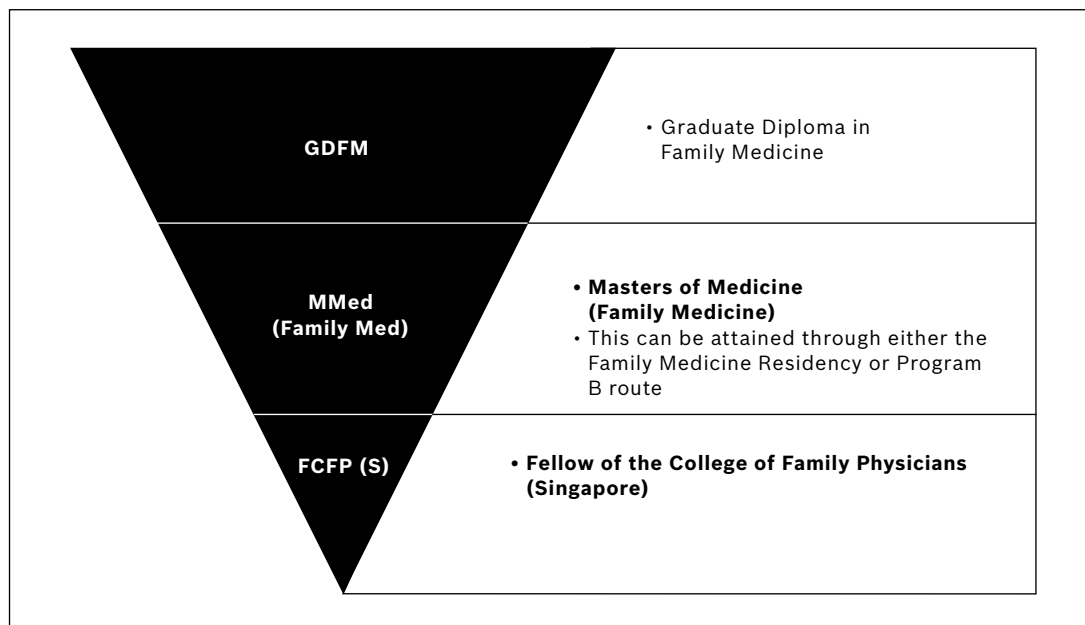 GDFM
• Graduate Diploma in
Family Medicine
MMed
(Family Med)
• Masters of Medicine
(Family Medicine)
• This can be attained through either the
Family Medicine Residency or Program
B route
FCFP (S)
• Fellow of the College of Family Physicians
(Singapore)